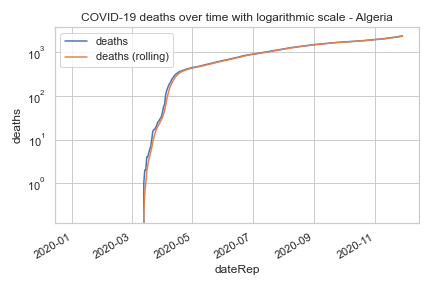 COVID-19 deaths over time with logarithmic scale - Algeria
deaths
deaths (rolling)
10³
10²
10¹
10⁰
deaths
2020-01
2020-03
2020-05
2020-07
2020-09
2020-11
dateRep